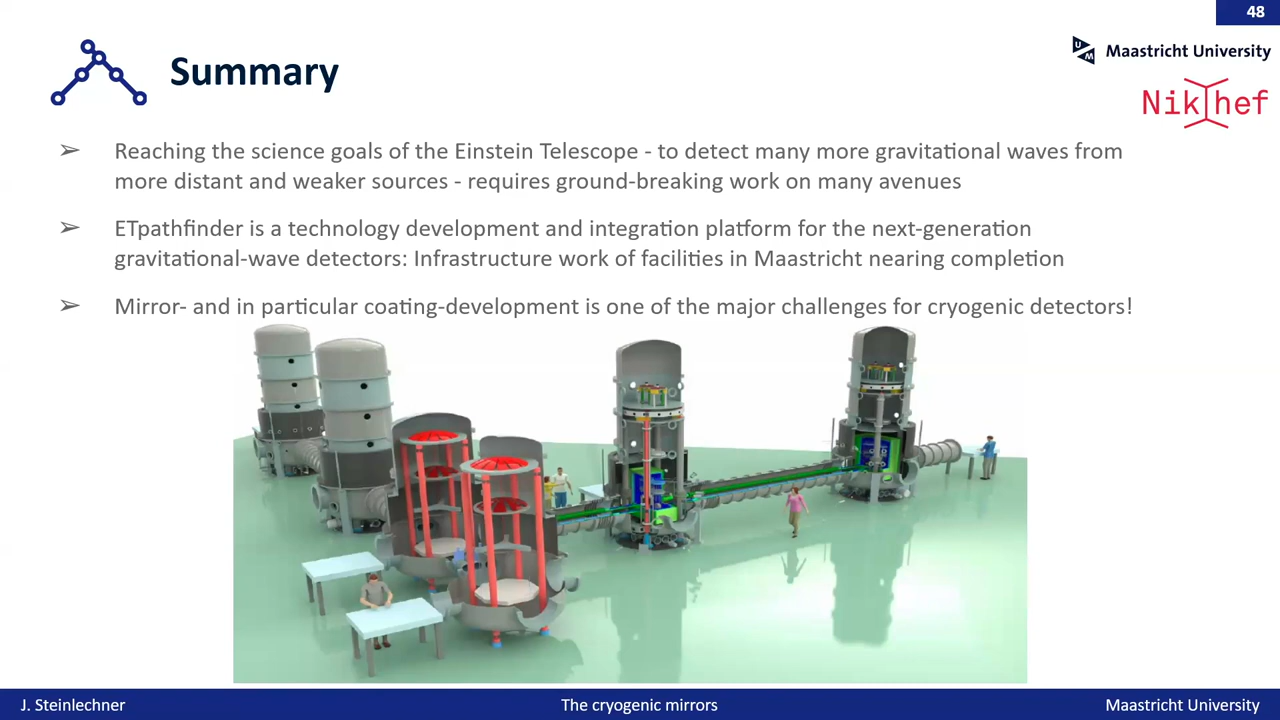 48
Maastricht University
Nikhef
Summary
➢ Reaching the science goals of the Einstein Telescope - to detect many more gravitational waves from
more distant and weaker sources - requires ground-breaking work on many avenues
➢ ETpathfinder is a technology development and integration platform for the next-generation
gravitational-wave detectors: Infrastructure work of facilities in Maastricht nearing completion
➢ Mirror- and in particular coating-development is one of the major challenges for cryogenic detectors!
J. Steinlechner
The cryogenic mirrors
Maastricht University